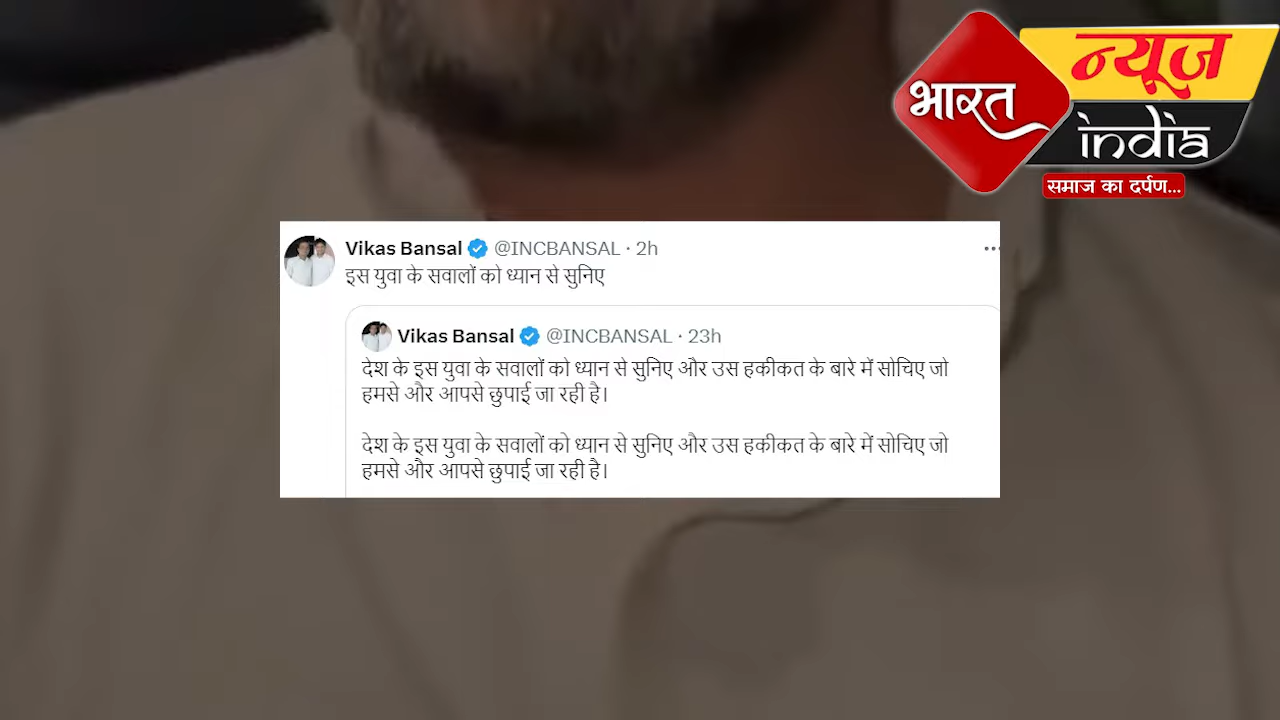 भारत
न्यूज
india
समाज का दर्पण...
Vikas Bansal @INCBANSAL · 2h
इस युवा के सवालों को ध्यान से सुनिए
Vikas Bansal @INCBANSAL · 23h
देश के इस युवा के सवालों को ध्यान से सुनिए और उस हकीकत के बारे में सोचिए जो
हमसे और आपसे छुपाई जा रही है।
देश के इस युवा के सवालों को ध्यान से सुनिए और उस हकीकत के बारे में सोचिए जो
हमसे और आपसे छुपाई जा रही है।